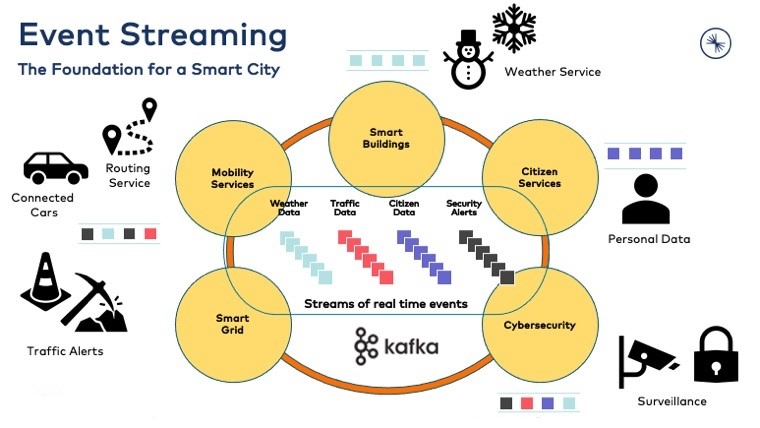 Event Streaming
The Foundation for a Smart City
Weather Service
Smart
Buildings
Routing
Service
Connected
Cars
Mobility
Services
Citizen
Services
Personal Data
Weather
Data
Traffic
Data
Citizen
Data
Security
Alerts
Streams of real time events
Traffic Alerts
Smart
Grid
kafka
Cybersecurity
Surveillance